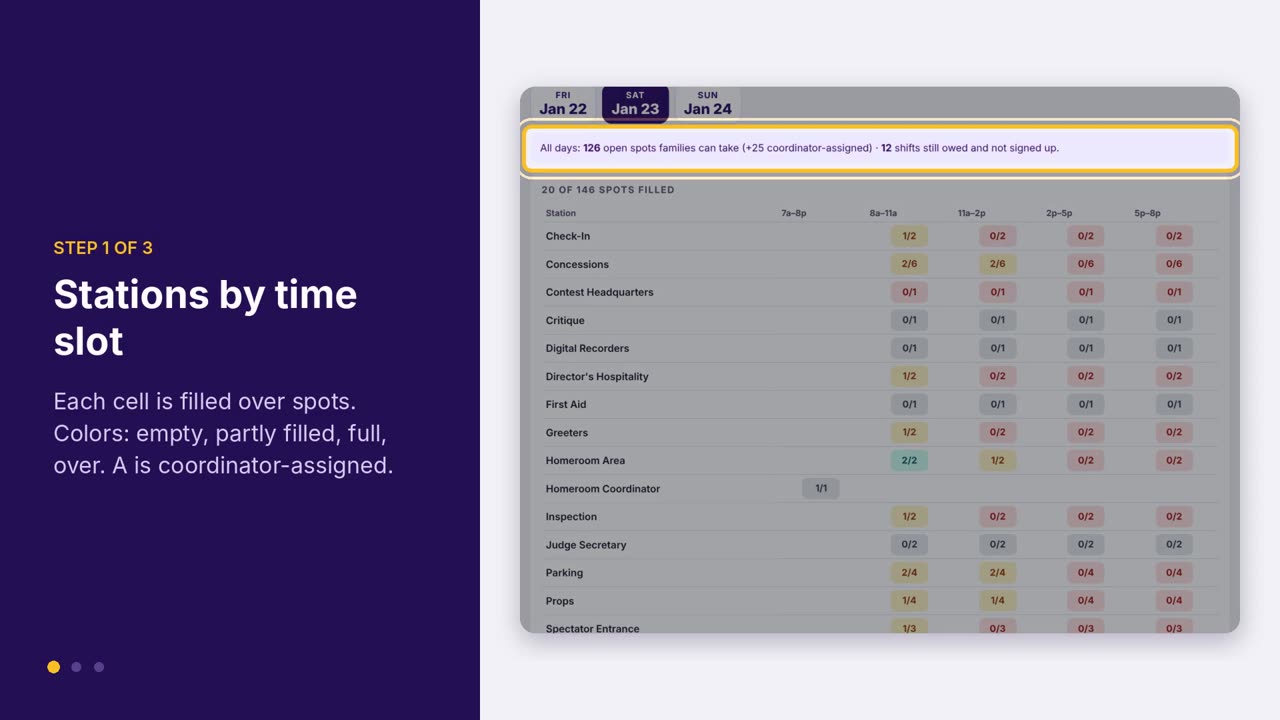 STEP 1 OF 3
Stations by time
slot
Each cell is filled over spots.
Colors: empty, partly filled, full,
over. A is coordinator-assigned.
FRI SAT SUN
Jan 22 Jan 23 Jan 24
All days: 126 open spots families can take (+25 coordinator-assigned) · 12 shifts still owed and not signed up.
20 OF 146 SPOTS FILLED
Station 7a–8p 8a–11a 11a–2p 2p–5p 5p–8p
Check-In 1/2 0/2 0/2 0/2
Concessions 2/6 2/6 0/6 0/6
Contest Headquarters 0/1 0/1 0/1 0/1
Critique 0/1 0/1 0/1 0/1
Digital Recorders 0/1 0/1 0/1 0/1
Director's Hospitality 1/2 0/2 0/2 0/2
First Aid 0/1 0/1 0/1 0/1
Greeters 1/2 0/2 0/2 0/2
Homeroom Area 2/2 1/2 0/2 0/2
Homeroom Coordinator 1/1
Inspection 1/2 0/2 0/2 0/2
Judge Secretary 0/2 0/2 0/2 0/2
Parking 2/4 2/4 0/4 0/4
Props 1/4 1/4 0/4 0/4
Spectator Entrance 1/3 0/3 0/3 0/3